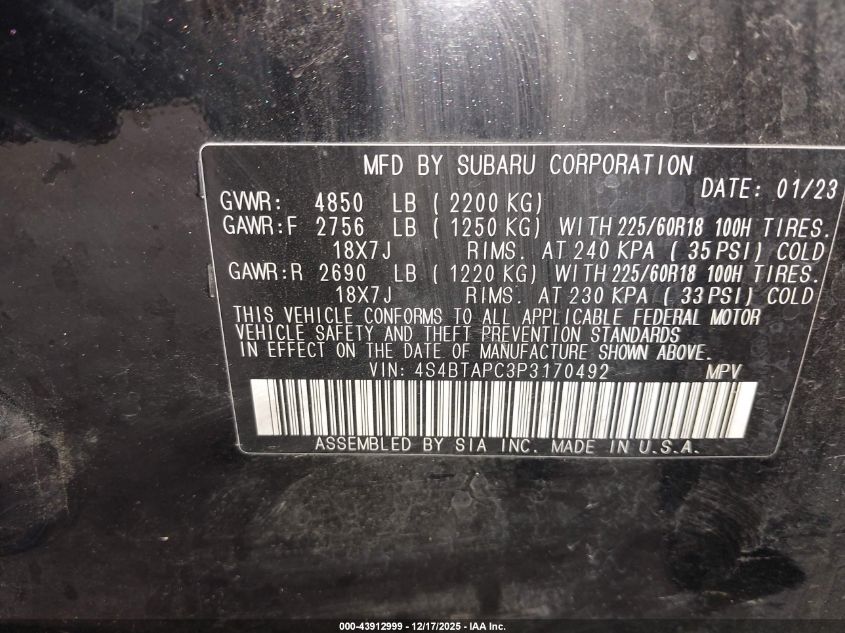 MFD BY SUBARU CORPORATION
DATE: 01/23
GVWR: 4850 LB ( 2200 KG)
GAWR:F 2756 LB ( 1250 KG) WITH 225/60R18 100H TIRES.
18X7J RIMS. AT 240 KPA ( 35 PSI) COLD
GAWR:R 2690 LB ( 1220 KG) WITH 225/60R18 100H TIRES.
18X7J RIMS. AT 230 KPA ( 33 PSI) COLD
THIS VEHICLE CONFORMS TO ALL APPLICABLE FEDERAL MOTOR
VEHICLE SAFETY AND THEFT PREVENTION STANDARDS
IN EFFECT ON THE DATE OF MANUFACTURE SHOWN ABOVE.
VIN: 4S4BTAPC3P3170492 MPV
ASSEMBLED BY SIA INC. MADE IN U.S.A.
000-43912999 - 12/17/2025 - IAA Inc.